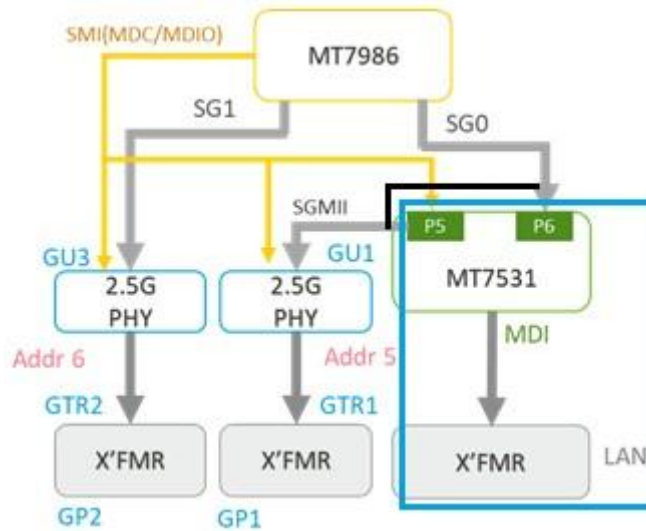 SMI(MDC/MDIO)
MT7986
SG1
SG0
SGMII
P5
P6
GU3
GU1
2.5G
PHY
2.5G
PHY
MT7531
MDI
Addr 6
Addr 5
GTR2
GTR1
X'FMR
X'FMR
X'FMR
LAN
GP2
GP1